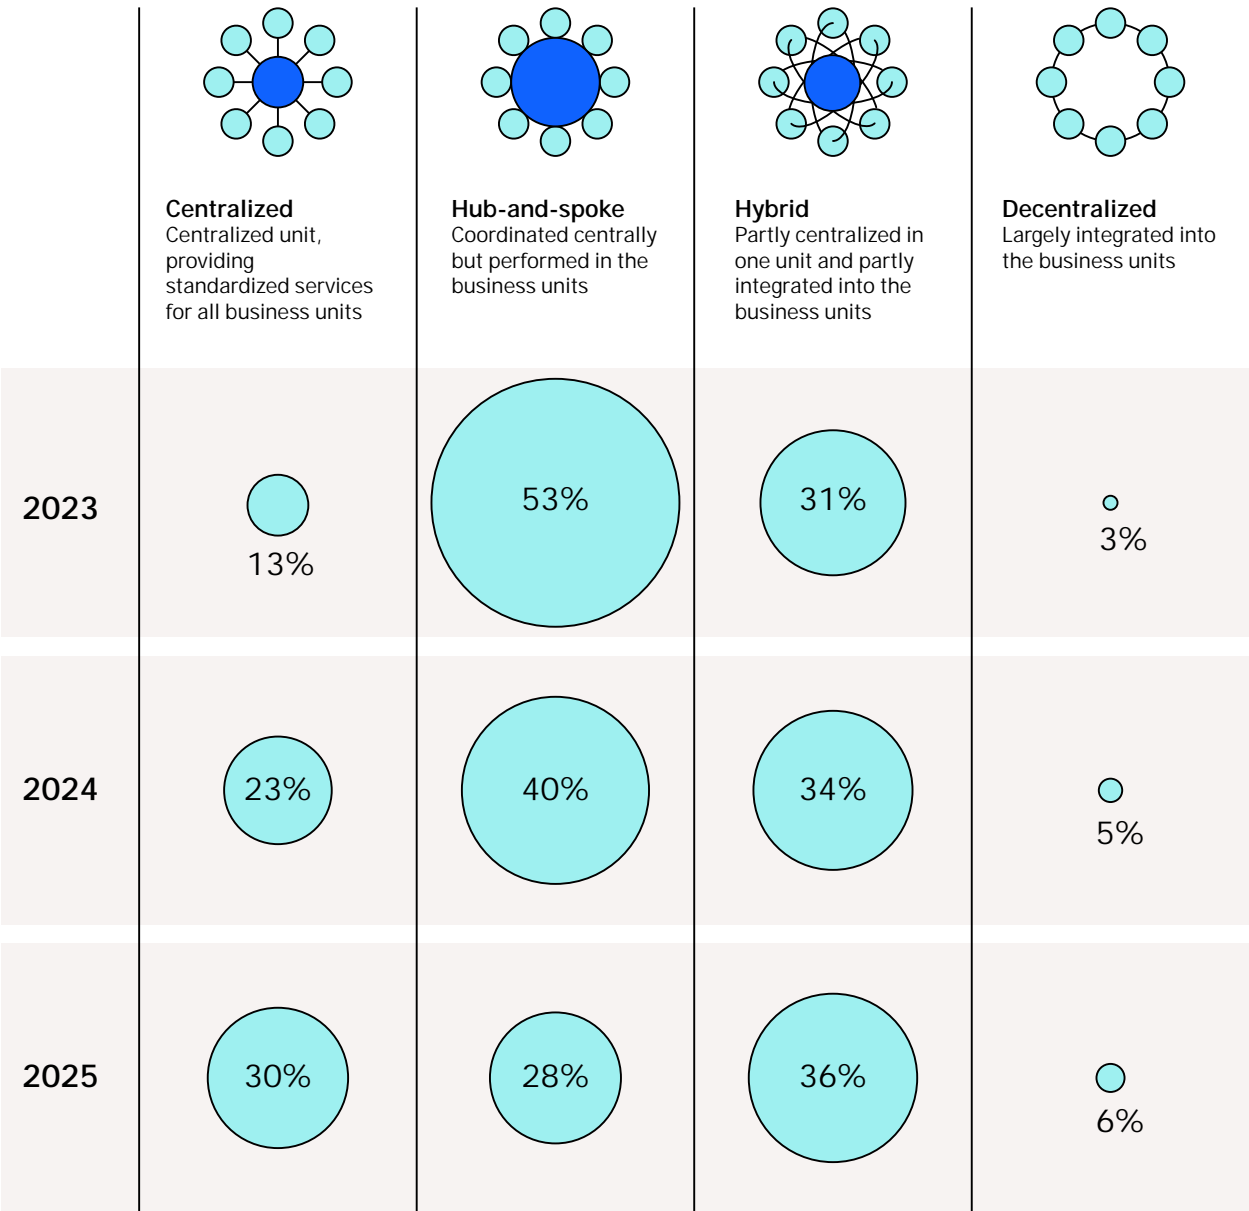 Centralized
Centralized unit,
providing
standardized services
for all business units
Hub-and-spoke
Coordinated centrally
but performed in the
business units
Hybrid
Partly centralized in
one unit and partly
integrated into the
business units
Decentralized
Largely integrated into
the business units
2023
13%
53%
31%
3%
2024
23%
40%
34%
5%
2025
30%
28%
36%
6%